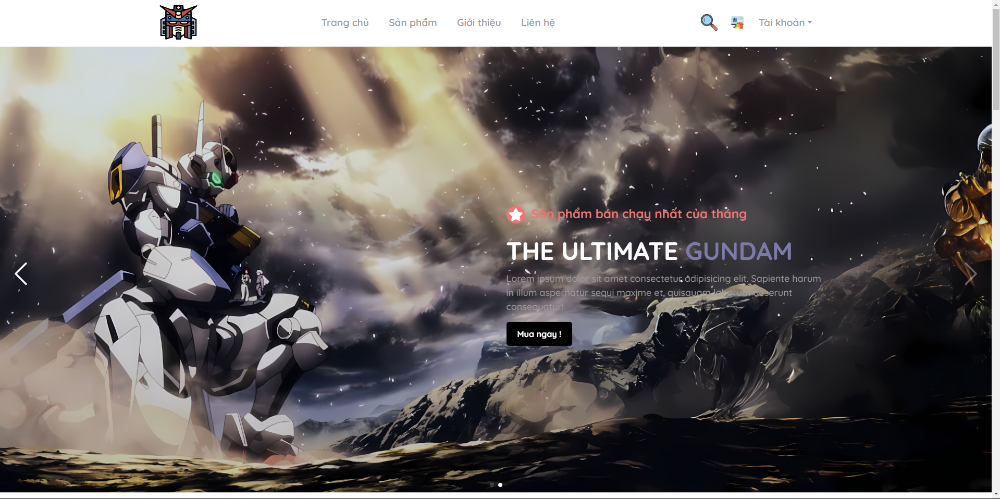 Trang chủ
Sản phẩm
Giới thiệu
Liên hệ
Tài khoản
Sản phẩm bán chạy nhất của tháng
THE ULTIMATE GUNDAM
Lorem ipsum dolor sit amet consectetur, adipisicing elit. Sapiente harum
in illum aspernatur sequi maxime et, quisquam laborum deserunt
consequatur!
Mua ngay !